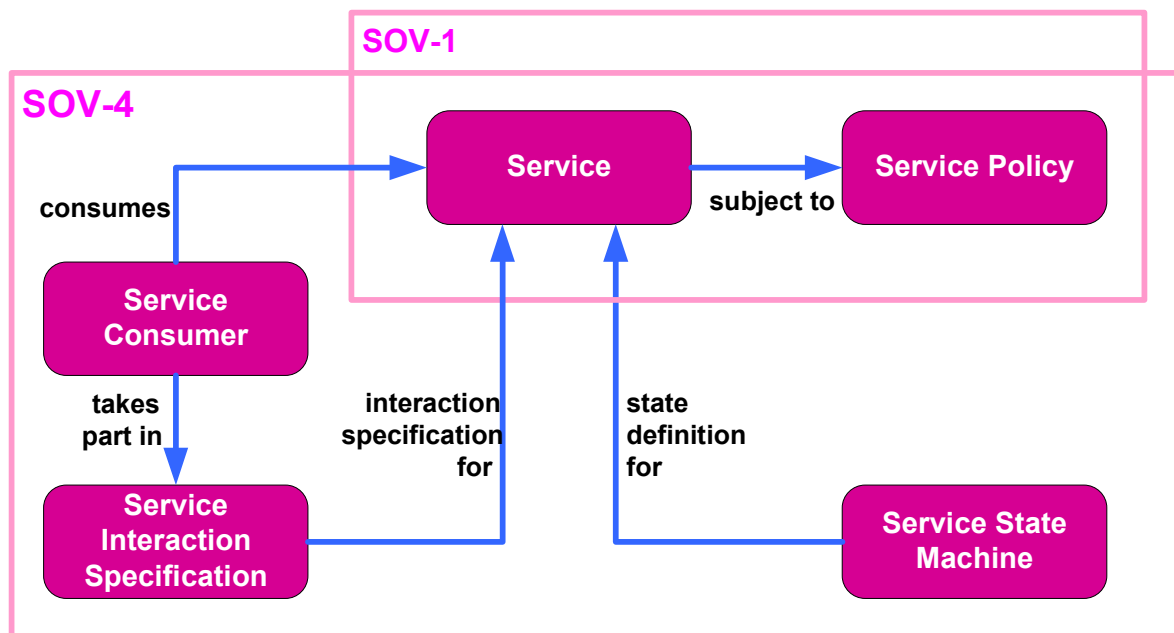 SOV-1
SOV-4
Service
Service Policy
consumes
subject to
Service
Consumer
takes
part in
interaction
specification
for
state
definition
for
Service
Interaction
Specification
Service State
Machine